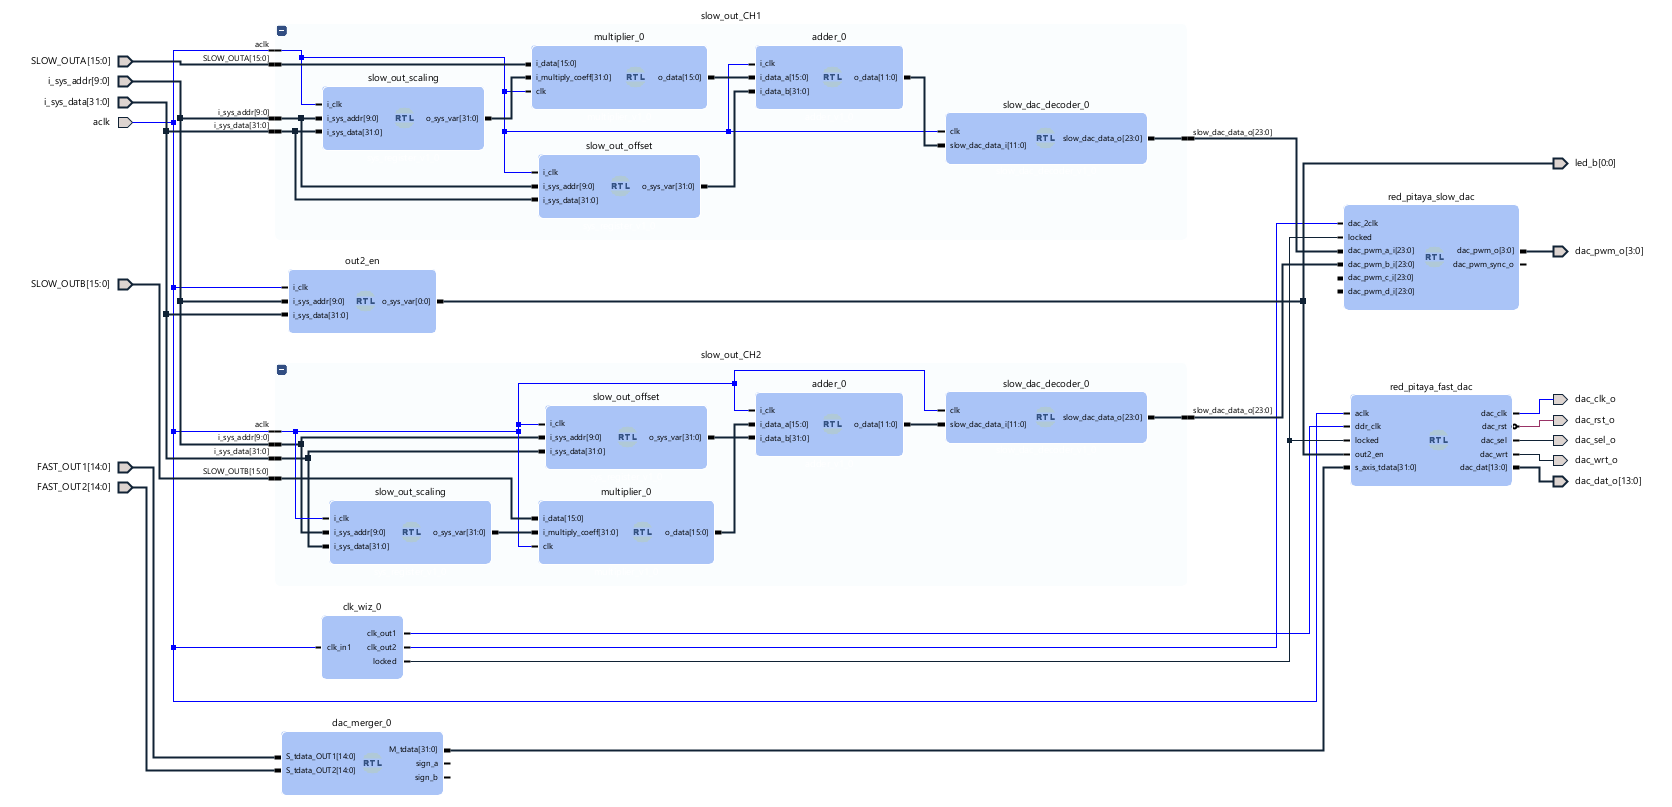 slow_out_CH1
SLOW_OUTA[15:0]
i_sys_addr[9:0]
i_sys_data[31:0]
aclk
aclk
SLOW_OUTA[15:0]
i_sys_addr[9:0]
i_sys_data[31:0]
slow_out_scaling
i_clk
i_sys_addr[9:0]
i_sys_data[31:0]
RTL
o_sys_var[31:0]
multiplier_0
i_data[15:0]
i_multiply_coeff[31:0]
clk
RTL
o_data[15:0]
slow_out_offset
i_clk
i_sys_addr[9:0]
i_sys_data[31:0]
RTL
o_sys_var[31:0]
adder_0
i_clk
i_data_a[15:0]
i_data_b[31:0]
RTL
o_data[11:0]
slow_dac_decoder_0
clk
slow_dac_data_i[11:0]
RTL
slow_dac_data_o[23:0]
slow_dac_data_o[23:0]
led_b[0:0]
red_pitaya_slow_dac
dac_2clk
locked
dac_pwm_a_i[23:0]
dac_pwm_b_i[23:0]
dac_pwm_c_i[23:0]
dac_pwm_d_i[23:0]
RTL
dac_pwm_o[3:0]
dac_pwm_sync_o
dac_pwm_o[3:0]
out2_en
i_clk
i_sys_addr[9:0]
i_sys_data[31:0]
RTL
o_sys_var[0:0]
SLOW_OUTB[15:0]
slow_out_CH2
aclk
i_sys_addr[9:0]
i_sys_data[31:0]
SLOW_OUTB[15:0]
slow_out_offset
i_clk
i_sys_addr[9:0]
i_sys_data[31:0]
RTL
o_sys_var[31:0]
adder_0
i_clk
i_data_a[15:0]
i_data_b[31:0]
RTL
o_data[11:0]
slow_dac_decoder_0
clk
slow_dac_data_i[11:0]
RTL
slow_dac_data_o[23:0]
slow_dac_data_o[23:0]
slow_out_scaling
i_clk
i_sys_addr[9:0]
i_sys_data[31:0]
RTL
o_sys_var[31:0]
multiplier_0
i_data[15:0]
i_multiply_coeff[31:0]
clk
RTL
o_data[15:0]
red_pitaya_fast_dac
aclk
ddr_clk
locked
out2_en
s_axis_tdata[31:0]
RTL
dac_clk
dac_rst
dac_sel
dac_wrt
dac_dat[13:0]
dac_clk_o
dac_rst_o
dac_sel_o
dac_wrt_o
dac_dat_o[13:0]
FAST_OUT1[14:0]
FAST_OUT2[14:0]
clk_wiz_0
clk_in1
clk_out1
clk_out2
locked
dac_merger_0
S_tdata_OUT1[14:0]
S_tdata_OUT2[14:0]
RTL
M_tdata[31:0]
sign_a
sign_b